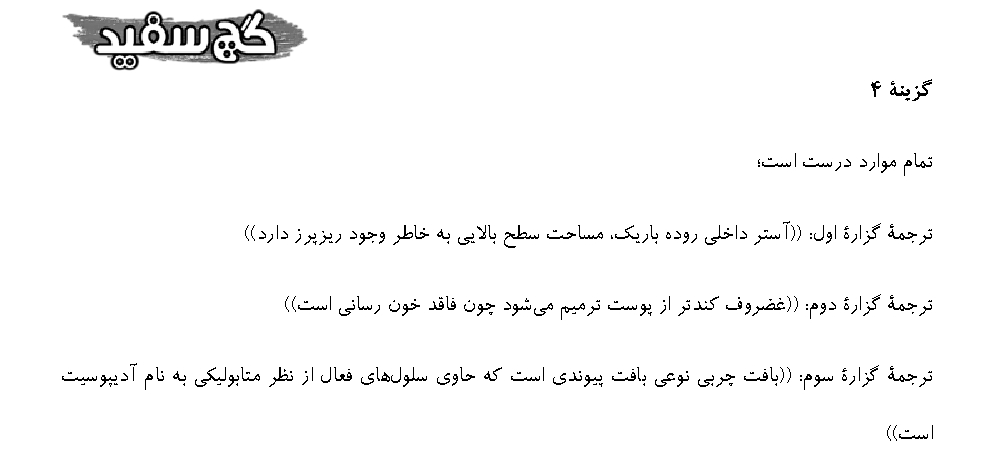 گچ سفید
گزینهٔ ۴
تمام موارد درست است؛
ترجمهٔ گزارهٔ اول: ((آستر داخلی روده باریک، مساحت سطح بالایی به خاطر وجود ریزپرز دارد))
ترجمهٔ گزارهٔ دوم: ((غضروف کندتر از پوست ترمیم می‌شود چون فاقد خون رسانی است))
ترجمهٔ گزارهٔ سوم: ((بافت چربی نوعی بافت پیوندی است که حاوی سلول‌های فعال از نظر متابولیکی به نام آدیپوسیت
است))